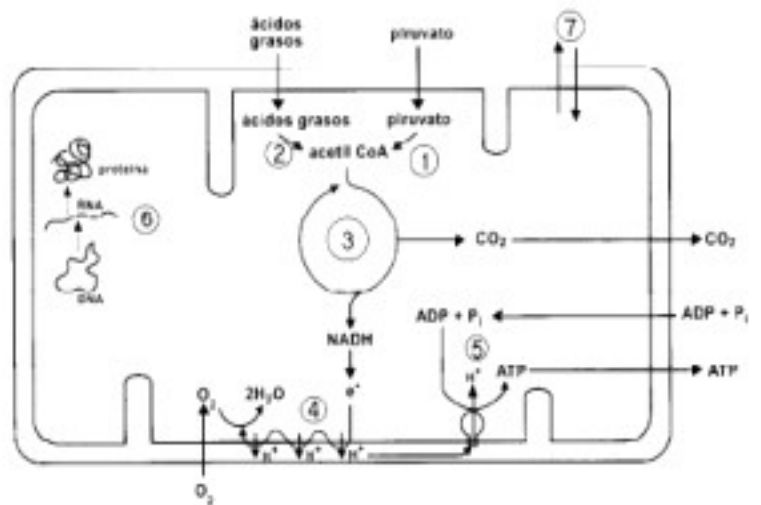 ácidos
grasos
piruvato
7
ácidos grasos
piruvato
2
acetil CoA
1
proteina
RNA
6
DNA
3
CO₂
CO₂
NADH
ADP + Pᵢ
ADP + Pᵢ
5
H⁺
ATP
ATP
O₂
2H₂O
4
e⁻
H⁺
H⁺
H⁺
O₂